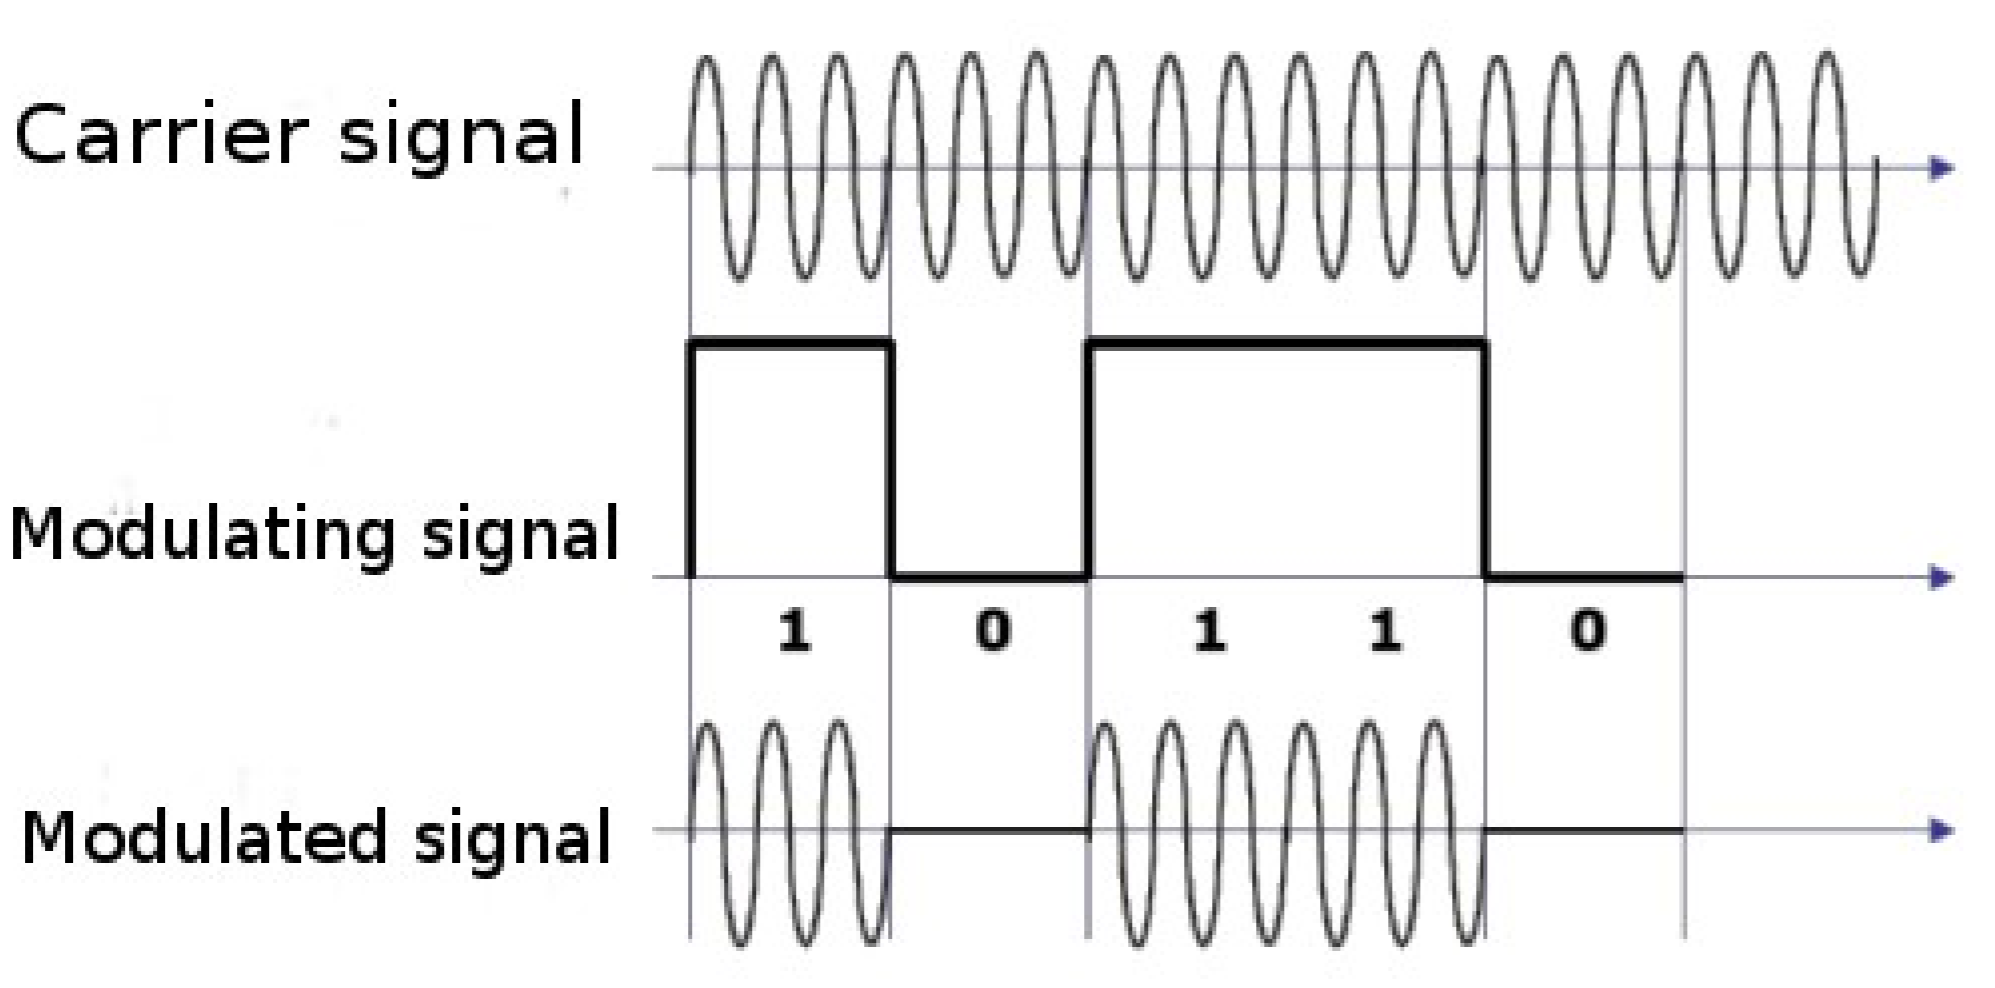 Carrier signal
Modulating signal
1 0 1 1 0
Modulated signal